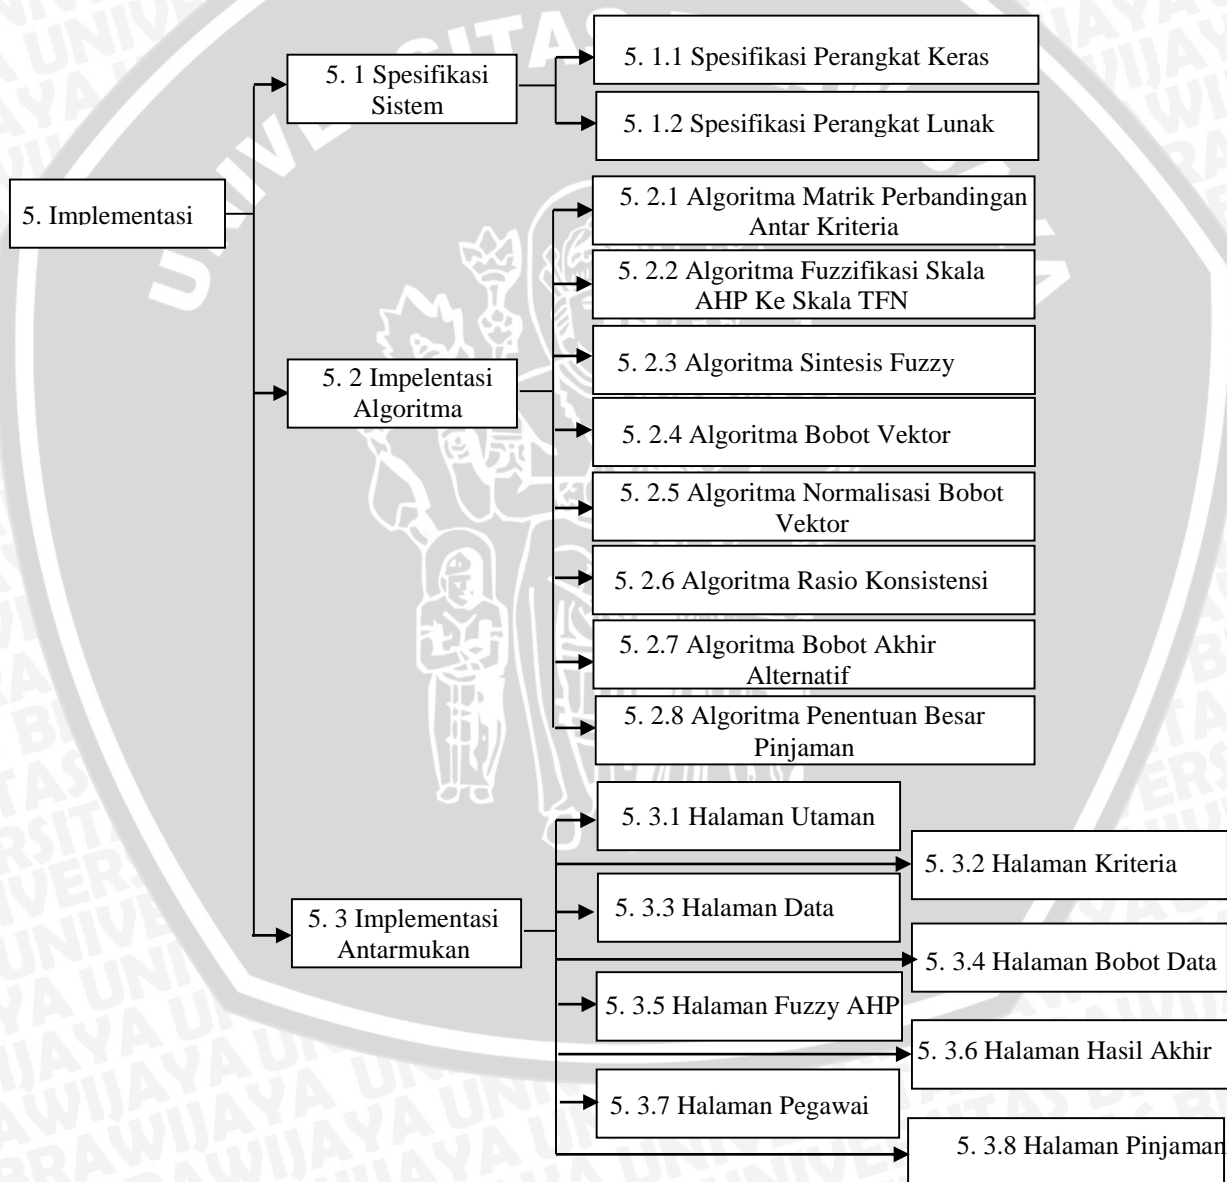 5. Implementasi
5. 1 Spesifikasi
Sistem
5. 1.1 Spesifikasi Perangkat Keras
5. 1.2 Spesifikasi Perangkat Lunak
5. 2 Impelentasi
Algoritma
5. 2.1 Algoritma Matrik Perbandingan
Antar Kriteria
5. 2.2 Algoritma Fuzzifikasi Skala
AHP Ke Skala TFN
5. 2.3 Algoritma Sintesis Fuzzy
5. 2.4 Algoritma Bobot Vektor
5. 2.5 Algoritma Normalisasi Bobot
Vektor
5. 2.6 Algoritma Rasio Konsistensi
5. 2.7 Algoritma Bobot Akhir
Alternatif
5. 2.8 Algoritma Penentuan Besar
Pinjaman
5. 3 Implementasi
Antarmukan
5. 3.1 Halaman Utaman
5. 3.2 Halaman Kriteria
5. 3.3 Halaman Data
5. 3.4 Halaman Bobot Data
5. 3.5 Halaman Fuzzy AHP
5. 3.6 Halaman Hasil Akhir
5. 3.7 Halaman Pegawai
5. 3.8 Halaman Pinjaman